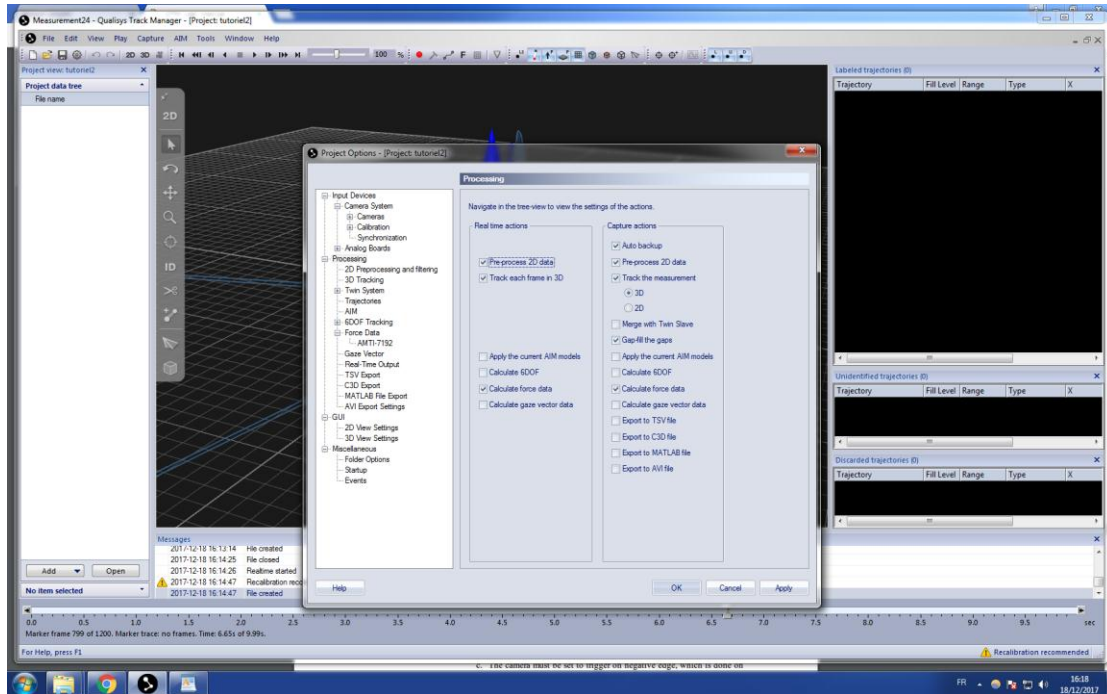 Measurement24 - Qualisys Track Manager - [Project: tutoriel2]
File Edit View Play Capture AIM Tools Window Help
2D 3D 100 % F
Project view: tutoriel2
Project data tree
File name
2D
ID
Labeled trajectories (0)
Trajectory Fill Level Range Type X
Project Options - [Project: tutoriel2]
Processing
Input Devices
Camera System
Cameras
Calibration
Synchronization
Analog Boards
Processing
2D Preprocessing and filtering
3D Tracking
Twin System
Trajectories
AIM
6DOF Tracking
Force Data
AMTI-7192
Gaze Vector
Real-Time Output
TSV Export
C3D Export
MATLAB File Export
AVI Export Settings
GUI
2D View Settings
3D View Settings
Miscellaneous
Folder Options
Startup
Events
Navigate in the tree-view to view the settings of the actions.
Real time actions
Pre-process 2D data
Track each frame in 3D
Apply the current AIM models
Calculate 6DOF
Calculate force data
Calculate gaze vector data
Capture actions
Auto backup
Pre-process 2D data
Track the measurement
3D
2D
Merge with Twin Slave
Gap-fill the gaps
Apply the current AIM models
Calculate 6DOF
Calculate force data
Calculate gaze vector data
Export to TSV file
Export to C3D file
Export to MATLAB file
Export to AVI file
Help OK Cancel Apply
Unidentified trajectories (0)
Trajectory Fill Level Range Type X
Discarded trajectories (0)
Trajectory Fill Level Range Type X
Messages
2017-12-18 16:13:14 File created
2017-12-18 16:14:25 File closed
2017-12-18 16:14:26 Realtime started
2017-12-18 16:14:47 Recalibration reco
2017-12-18 16:14:47 File created
Add Open
No item selected
0.0 0.5 1.0 1.5 2.0 2.5 3.0 3.5 4.0 4.5 5.0 5.5 6.0 6.5 7.0 7.5 8.0 8.5 9.0 9.5 sec
Marker frame 799 of 1200. Marker trace: no frames. Time: 6.65s of 9.99s.
For Help, press F1
Recalibration recommended
c. The camera must be set to trigger on negative edge, which is done on
FR
16:18
18/12/2017